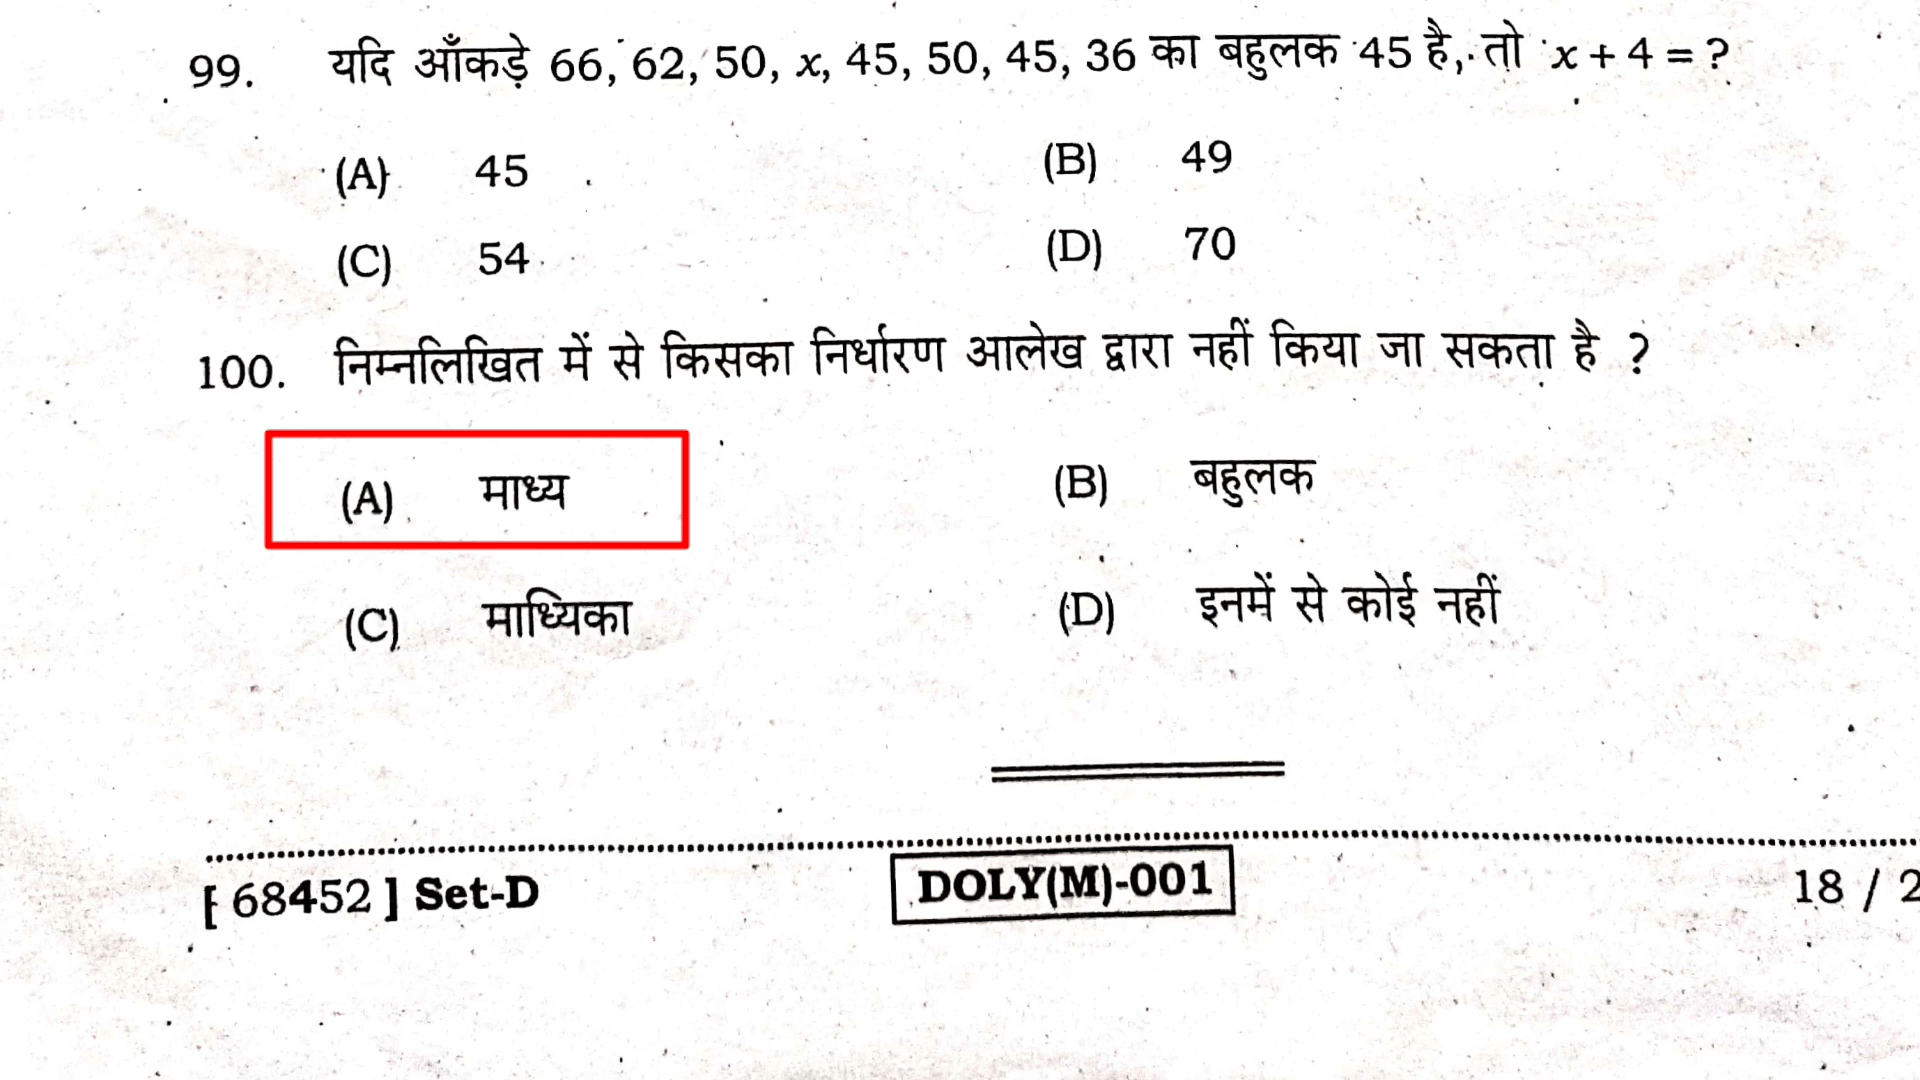 99. यदि आँकड़े 66, 62, 50, x, 45, 50, 45, 36 का बहुलक 45 है, तो x + 4 = ?
(A) 45 (B) 49
(C) 54 (D) 70
100. निम्नलिखित में से किसका निर्धारण आलेख द्वारा नहीं किया जा सकता है ?
(A) माध्य (B) बहुलक
(C) माध्यिका (D) इनमें से कोई नहीं
[ 68452 ] Set-D DOLY(M)-001 18 / 2